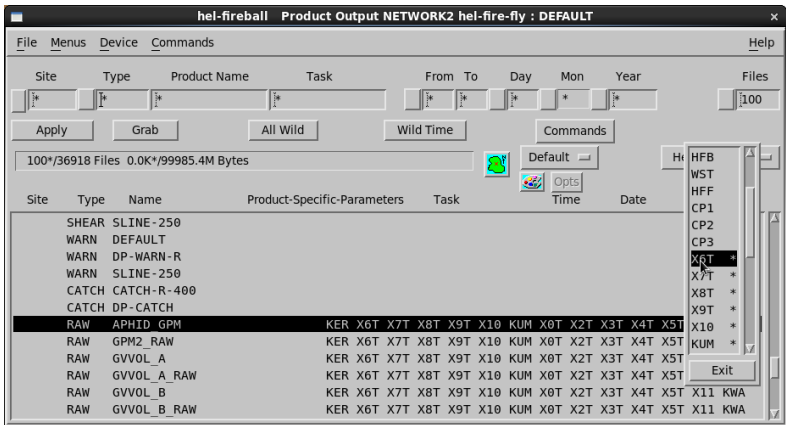 hel-fireball Product Output NETWORK2 hel-fire-fly : DEFAULT ×
File Menus Device Commands Help
Site Type Product Name Task From To Day Mon Year Files
* * * * * * * * * 100
Apply Grab All Wild Wild Time Commands
100*/36918 Files 0.0K*/99985.4M Bytes
Default He
Opts
Site Type Name Product-Specific-Parameters Task Time Date
SHEAR SLINE-250
WARN DEFAULT
WARN DP-WARN-R
WARN SLINE-250
CATCH CATCH-R-400
CATCH DP-CATCH
RAW APHID_GPM KER X6T X7T X8T X9T X10 KUM X0T X2T X3T X4T X5T
RAW GPM2_RAW KER X6T X7T X8T X9T X10 KUM X0T X2T X3T X4T X5T
RAW GVVOL_A KER X6T X7T X8T X9T X10 KUM X0T X2T X3T X4T X5T
RAW GVVOL_A_RAW KER X6T X7T X8T X9T X10 KUM X0T X2T X3T X4T X5T
RAW GVVOL_B KER X6T X7T X8T X9T X10 KUM X0T X2T X3T X4T X5T X11 KWA
RAW GVVOL_B_RAW KER X6T X7T X8T X9T X10 KUM X0T X2T X3T X4T X5T X11 KWA
HFB
WST
HFF
CP1
CP2
CP3
X6T *
X7T *
X8T *
X9T *
X10 *
KUM *
Exit